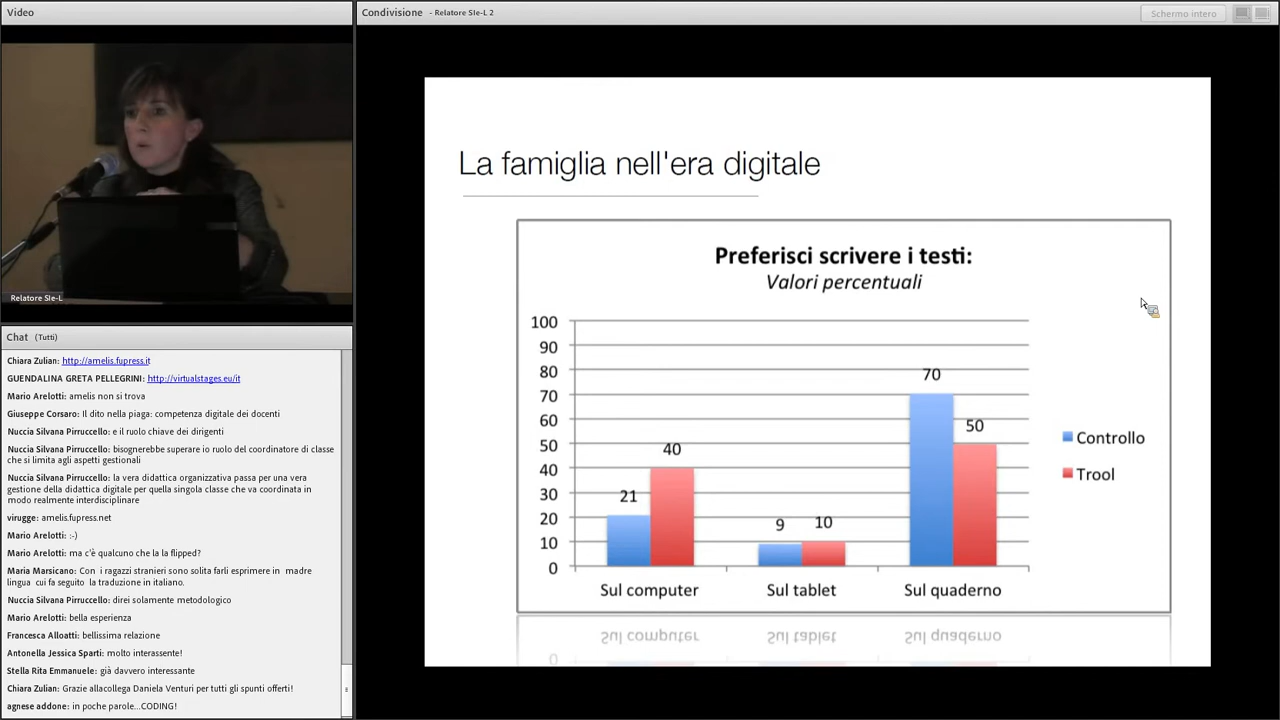 Video
Relatore SIe-L
Chat (Tutti)
Chiara Zulian: http://amelis.fupress.it
GUENDALINA GRETA PELLEGRINI: http://virtualstages.eu/it
Mario Arelotti: amelis non si trova
Giuseppe Corsaro: Il dito nella piaga: competenza digitale dei docenti
Nuccia Silvana Pirruccello: e il ruolo chiave dei dirigenti
Nuccia Silvana Pirruccello: bisognerebbe superare io ruolo del coordinatore di classe
che si limita agli aspetti gestionali
Nuccia Silvana Pirruccello: la vera didattica organizzativa passa per una vera
gestione della didattica digitale per quella singola classe che va coordinata in
modo realmente interdisciplinare
virugge: amelis.fupress.net
Mario Arelotti: :-)
Mario Arelotti: ma c'è qualcuno che la la flipped?
Maria Marsicano: Con i ragazzi stranieri sono solita farli esprimere in madre
lingua cui fa seguito la traduzione in italiano.
Nuccia Silvana Pirruccello: direi solamente metodologico
Mario Arelotti: bella esperienza
Francesca Alloatti: bellissima relazione
Antonella Jessica Sparti: molto interassente!
Stella Rita Emmanuele: già davvero interessante
Chiara Zulian: Grazie allacollega Daniela Venturi per tutti gli spunti offerti!
agnese addone: in poche parole...CODING!
Condivisione - Relatore SIe-L 2
Schermo intero
La famiglia nell'era digitale
Preferisci scrivere i testi:
Valori percentuali
100
90
80
70
60
50
40
30
20
10
0
21
40
9
10
70
50
Sul computer
Sul tablet
Sul quaderno
Controllo
Trool
Sul computer
Sul tablet
Sul quaderno
0